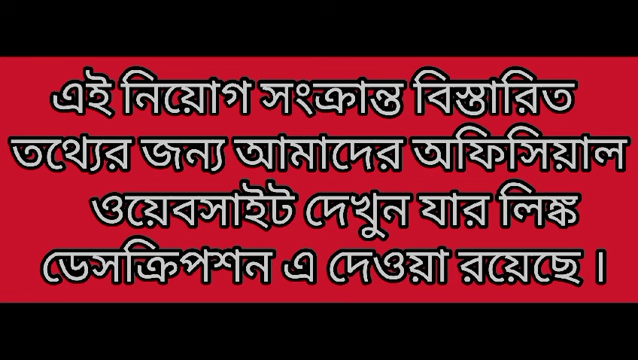 এই নিয়োগ সংক্রান্ত বিস্তারিত
তথ্যের জন্য আমাদের অফিসিয়াল
ওয়েবসাইট দেখুন যার লিঙ্ক
ডেসক্রিপশন এ দেওয়া রয়েছে ।